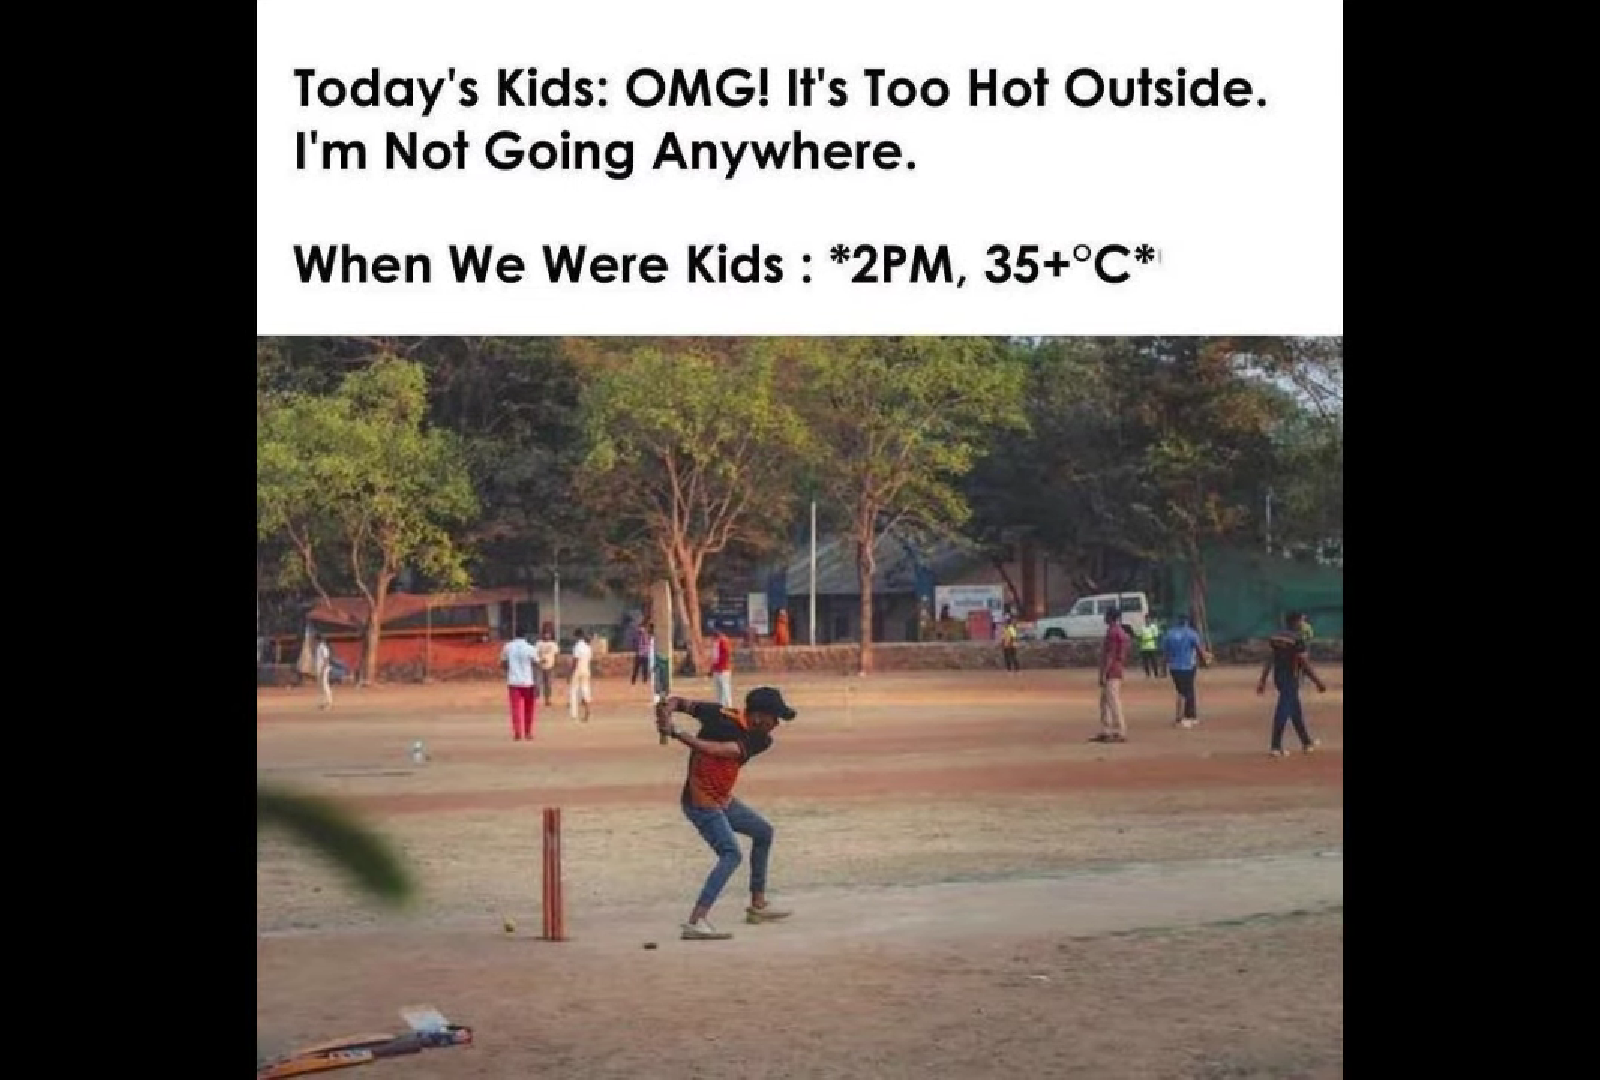 Today's Kids: OMG! It's Too Hot Outside.
I'm Not Going Anywhere.
When We Were Kids : *2PM, 35+°C*